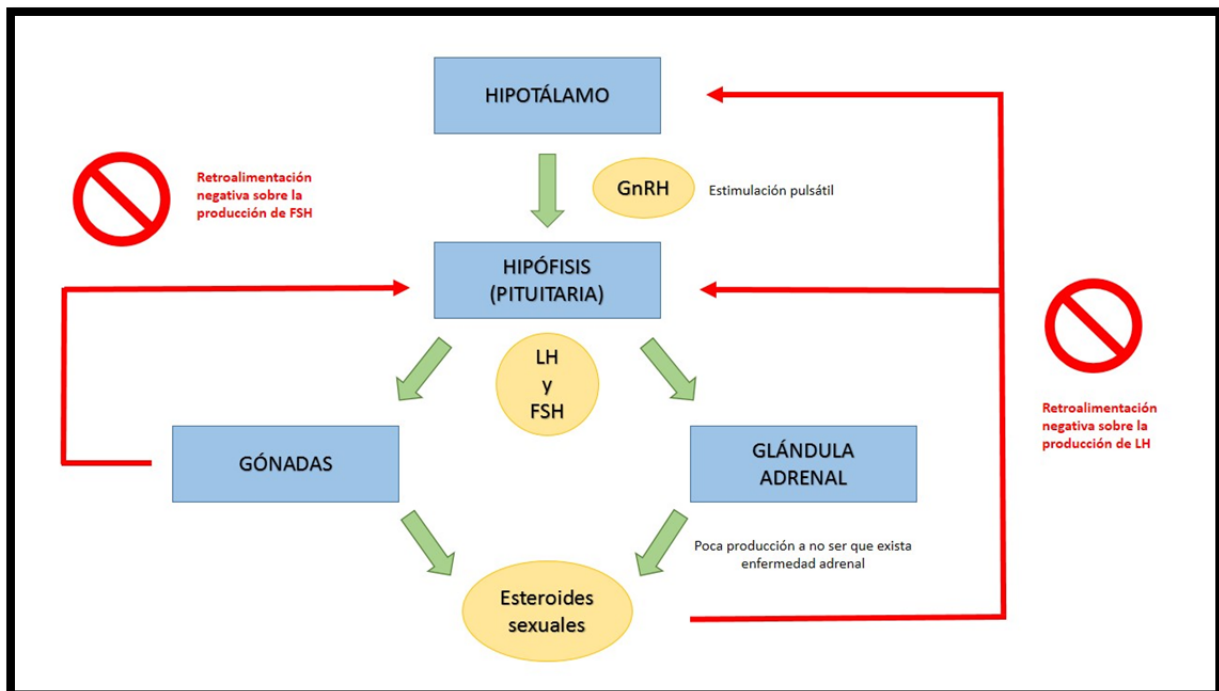 HIPOTÁLAMO
Retroalimentación
negativa sobre la
producción de FSH
GnRH
Estimulación pulsátil
HIPÓFISIS
(PITUITARIA)
LH
y
FSH
Retroalimentación
negativa sobre la
producción de LH
GÓNADAS
GLÁNDULA
ADRENAL
Poca producción a no ser que exista
enfermedad adrenal
Esteroides
sexuales